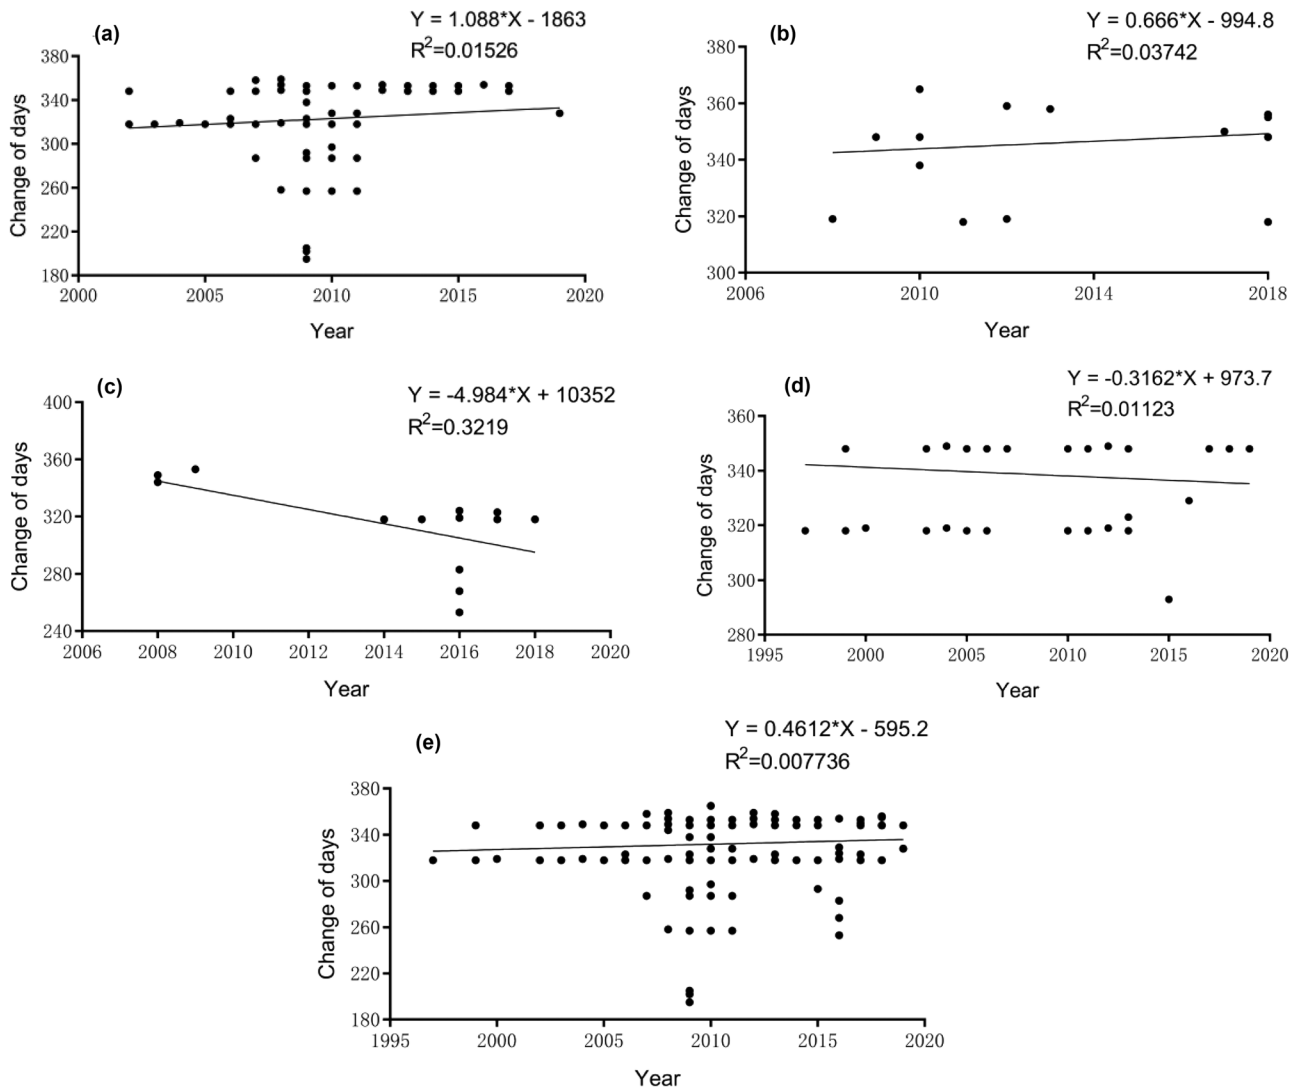 (a)
Y = 1.088*X - 1863
R2=0.01526
380
340
300
260
220
180
Change of days
2000 2005 2010 2015 2020
Year
(b)
Y = 0.666*X - 994.8
R2=0.03742
380
360
340
320
300
Change of days
2006 2010 2014 2018
Year
(c)
Y = -4.984*X + 10352
R2=0.3219
400
360
320
280
240
Change of days
2006 2008 2010 2012 2014 2016 2018 2020
Year
(d)
Y = -0.3162*X + 973.7
R2=0.01123
360
340
320
300
280
Change of days
1995 2000 2005 2010 2015 2020
Year
(e)
Y = 0.4612*X - 595.2
R2=0.007736
380
340
300
260
220
180
Change of days
1995 2000 2005 2010 2015 2020
Year